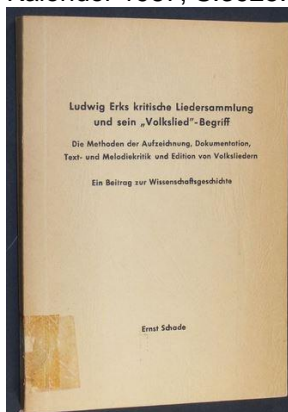 Ludwig Erks kritische Liedersammlung
und sein „Volkslied"-Begriff
Die Methoden der Aufzeichnung, Dokumentation,
Text- und Melodiekritik und Edition von Volksliedern
Ein Beitrag zur Wissenschaftsgeschichte
Ernst Schade